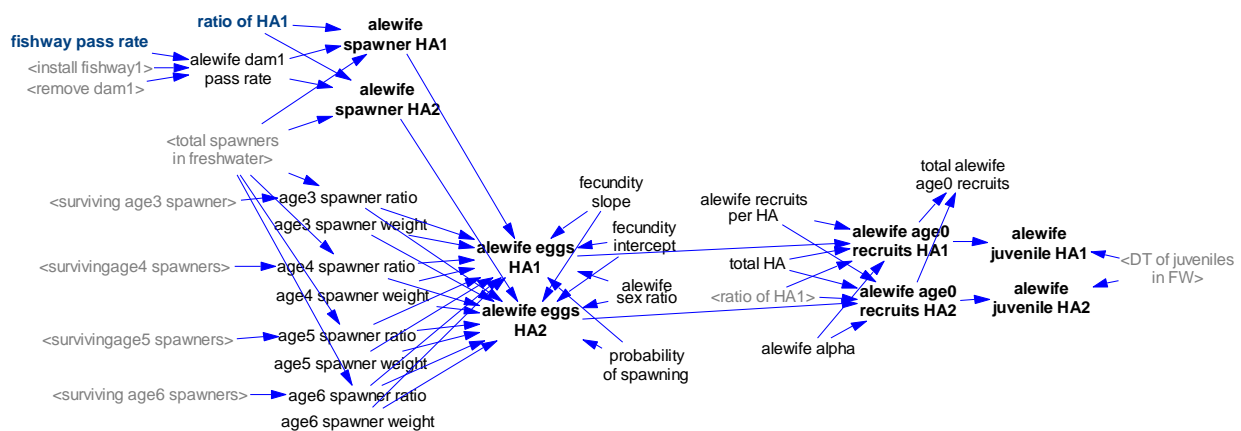 ratio of HA1
alewife
spawner HA1
fishway pass rate
<install fishway1>
<remove dam1>
alewife dam1
pass rate
alewife
spawner HA2
<total spawners
in freshwater>
<surviving age3 spawner>
age3 spawner ratio
age3 spawner weight
<survivingage4 spawners>
age4 spawner ratio
age4 spawner weight
<survivingage5 spawners>
age5 spawner ratio
age5 spawner weight
<surviving age6 spawners>
age6 spawner ratio
age6 spawner weight
alewife eggs
HA1
alewife eggs
HA2
fecundity
slope
fecundity
intercept
alewife
sex ratio
probability
of spawning
alewife recruits
per HA
total HA
<ratio of HA1>
alewife alpha
total alewife
age0 recruits
alewife age0
recruits HA1
alewife age0
recruits HA2
alewife
juvenile HA1
alewife
juvenile HA2
<DT of juveniles
in FW>